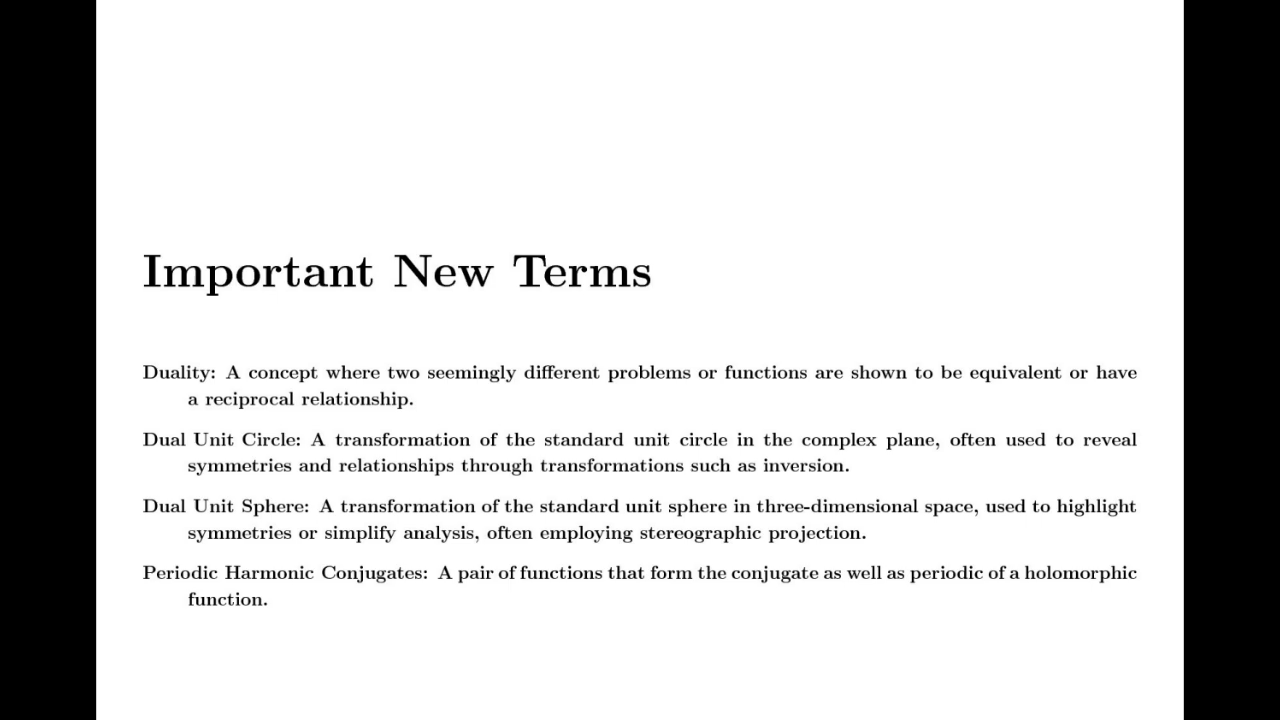 Important New Terms
Duality: A concept where two seemingly different problems or functions are shown to be equivalent or have
a reciprocal relationship.
Dual Unit Circle: A transformation of the standard unit circle in the complex plane, often used to reveal
symmetries and relationships through transformations such as inversion.
Dual Unit Sphere: A transformation of the standard unit sphere in three-dimensional space, used to highlight
symmetries or simplify analysis, often employing stereographic projection.
Periodic Harmonic Conjugates: A pair of functions that form the conjugate as well as periodic of a holomorphic
function.